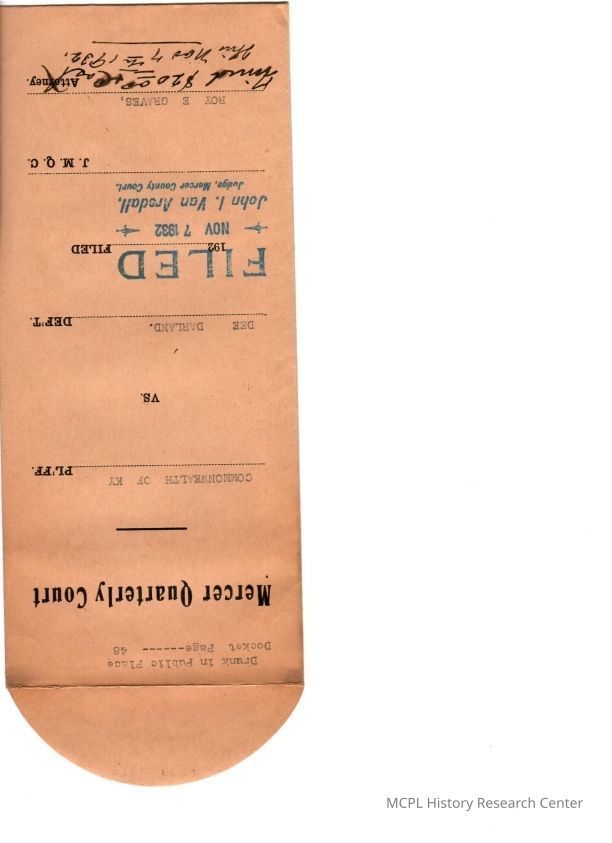 Drunk in Public Place
Docket Page------ 48
Mercer Quarterly Court
COMMONWEALTH OF KY
PL'FF.
VS.
DEE DARLAND.
DEF'T.
FILED
192 FILED
NOV 7 1932
John I. Van Arsdall,
Judge, Mercer County Court.
J. M. Q. C.
ROY E GRAVES,
Attorney.
Fined $20.00 & Cost
this Nov 7th 1932.
MCPL History Research Center